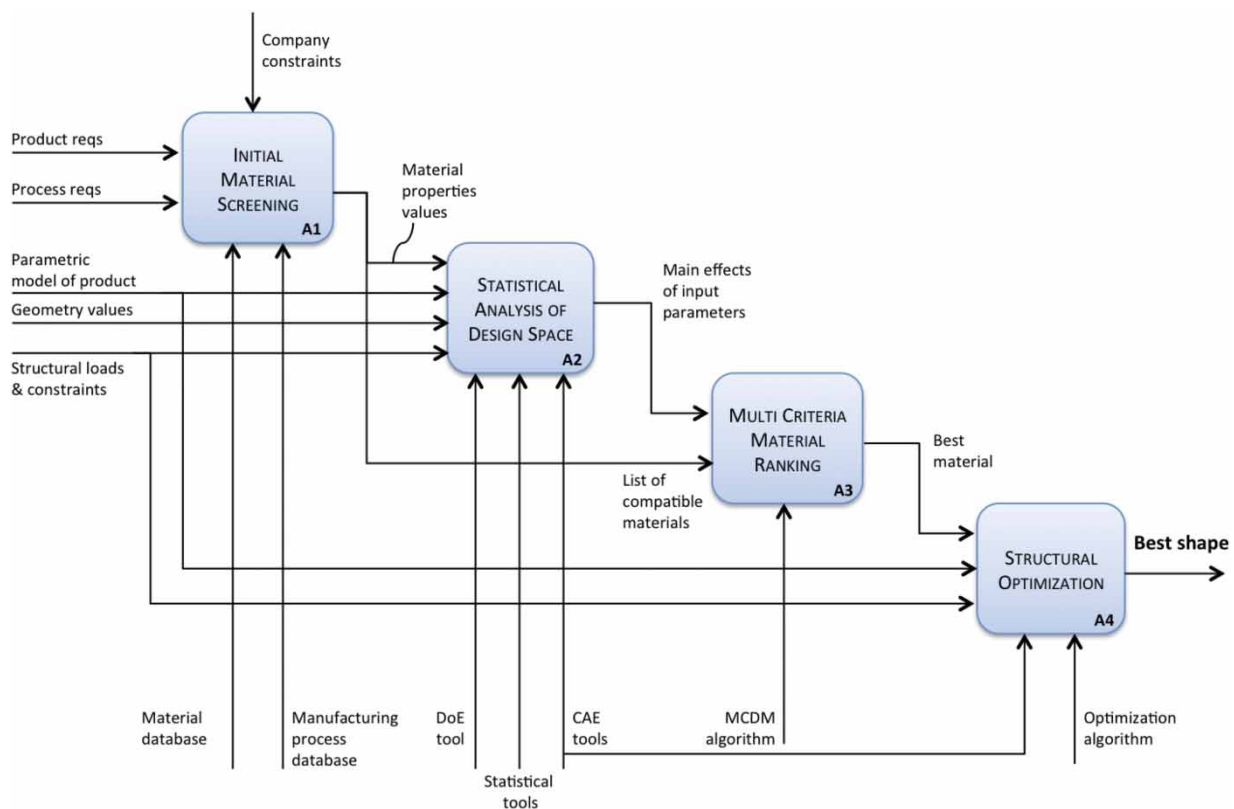 Company
constraints
Product reqs
Process reqs
INITIAL
MATERIAL
SCREENING
A1
Material
properties
values
Parametric
model of product
Geometry values
Structural loads
& constraints
STATISTICAL
ANALYSIS OF
DESIGN SPACE
A2
Main effects
of input
parameters
MULTI CRITERIA
MATERIAL
RANKING
A3
List of
compatible
materials
Best
material
STRUCTURAL
OPTIMIZATION
A4
Best shape
Material
database
Manufacturing
process
database
DoE
tool
Statistical
tools
CAE
tools
MCDM
algorithm
Optimization
algorithm